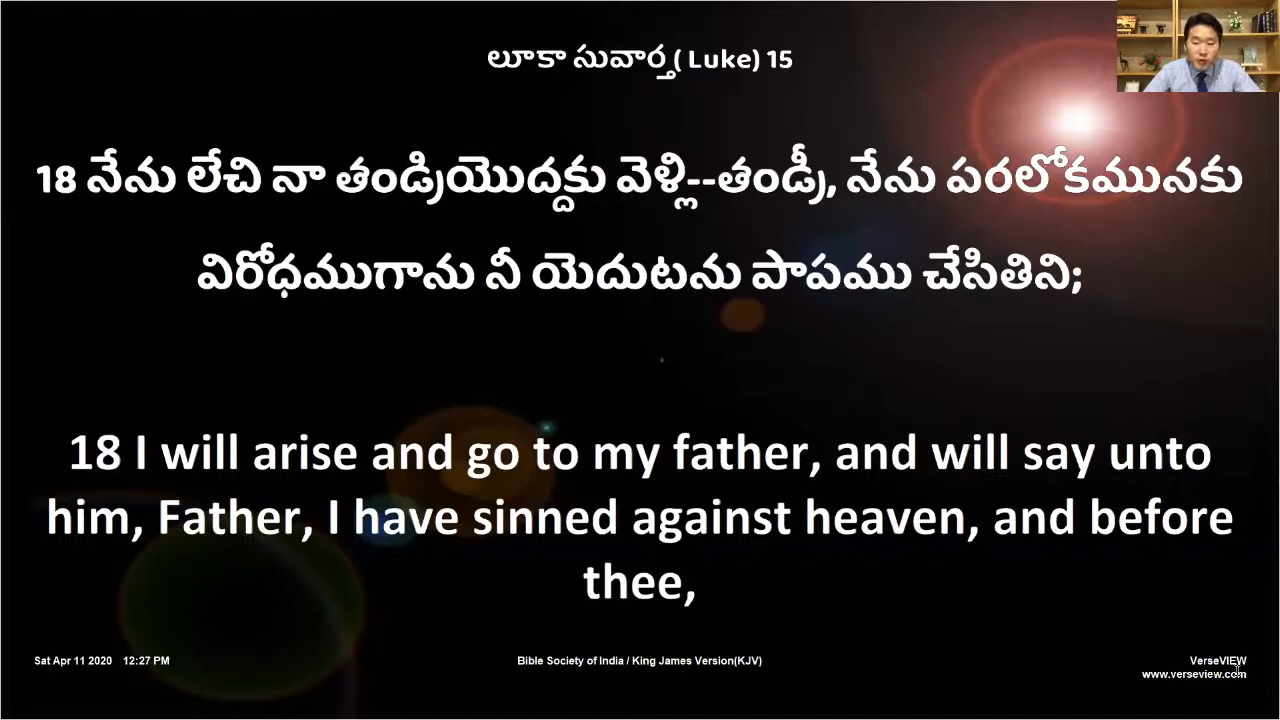 లూకా సువార్త( Luke) 15
18 నేను లేచి నా తండ్రియొద్దకు వెళ్లి--తండ్రీ, నేను పరలోకమునకు
విరోధముగాను నీ యెదుటను పాపము చేసితిని;
18 I will arise and go to my father, and will say unto
him, Father, I have sinned against heaven, and before
thee,
Sat Apr 11 2020 12:27 PM
Bible Society of India / King James Version(KJV)
VerseVIEW
www.verseview.com